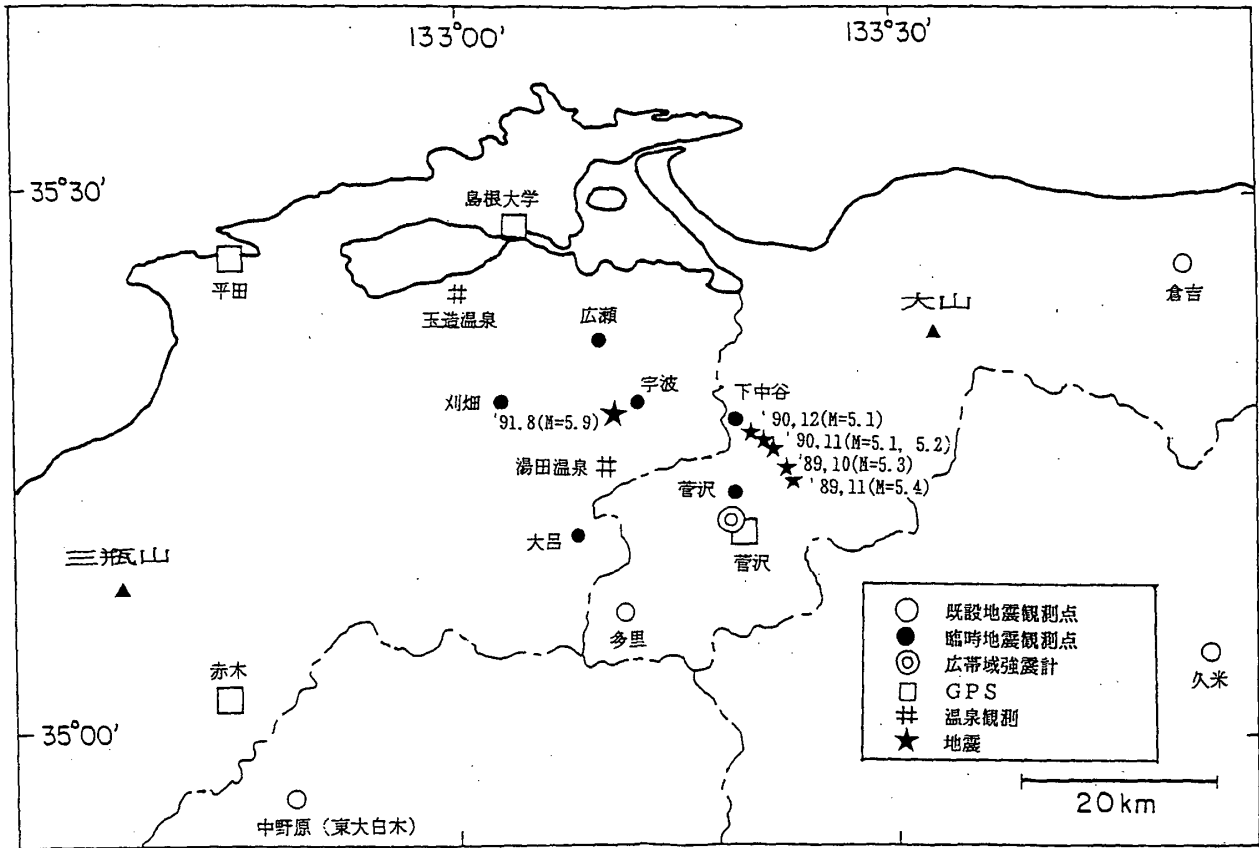 133°00′
133°30′
35°30′
島根大学
平田
玉造温泉
広瀬
大山
倉吉
刈畑
宇波
下中谷
'91.8(M=5.9)
'90,12(M=5.1)
'90,11(M=5.1, 5.2)
'89,10(M=5.3)
'89,11(M=5.4)
湯田温泉
菅沢
大呂
菅沢
三瓶山
多里
赤木
久米
35°00′
中野原（東大白木）
既設地震観測点
臨時地震観測点
広帯域強震計
GPS
温泉観測
地震
20km